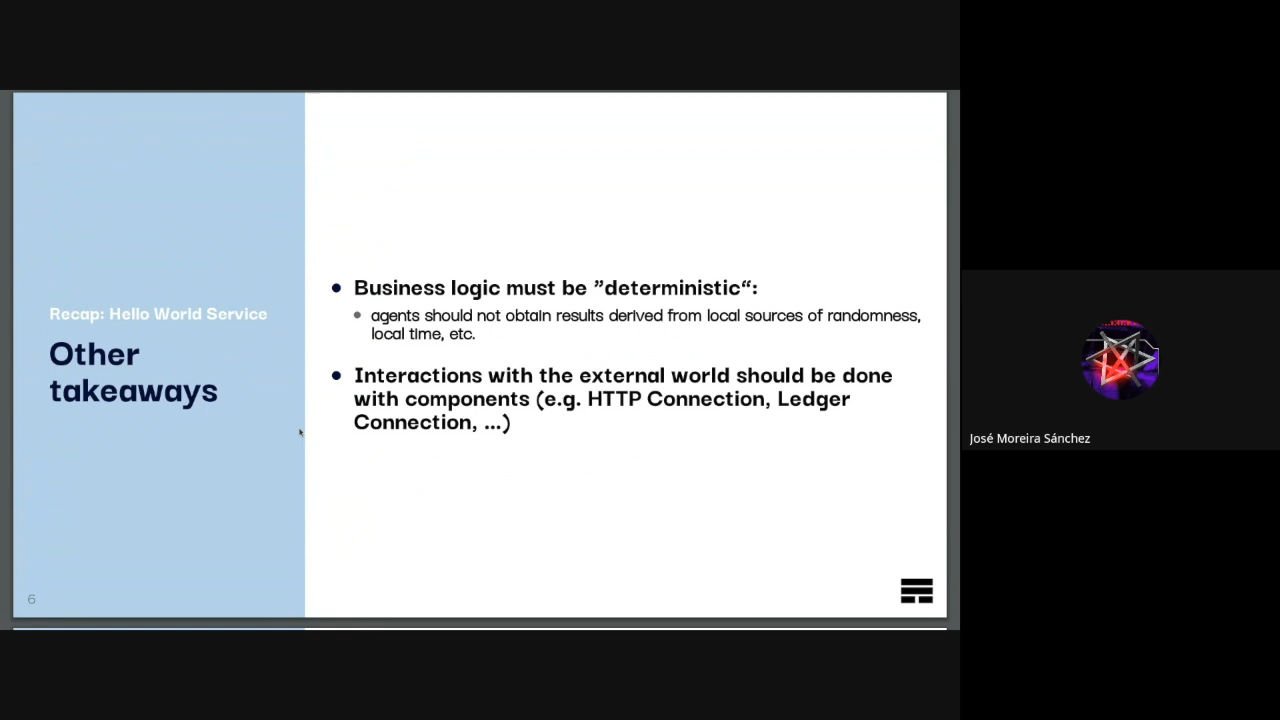 Recap: Hello World Service
Other
takeaways
6
Business logic must be ”deterministic“:
agents should not obtain results derived from local sources of randomness,
local time, etc.
Interactions with the external world should be done
with components (e.g. HTTP Connection, Ledger
Connection, ...)
José Moreira Sánchez